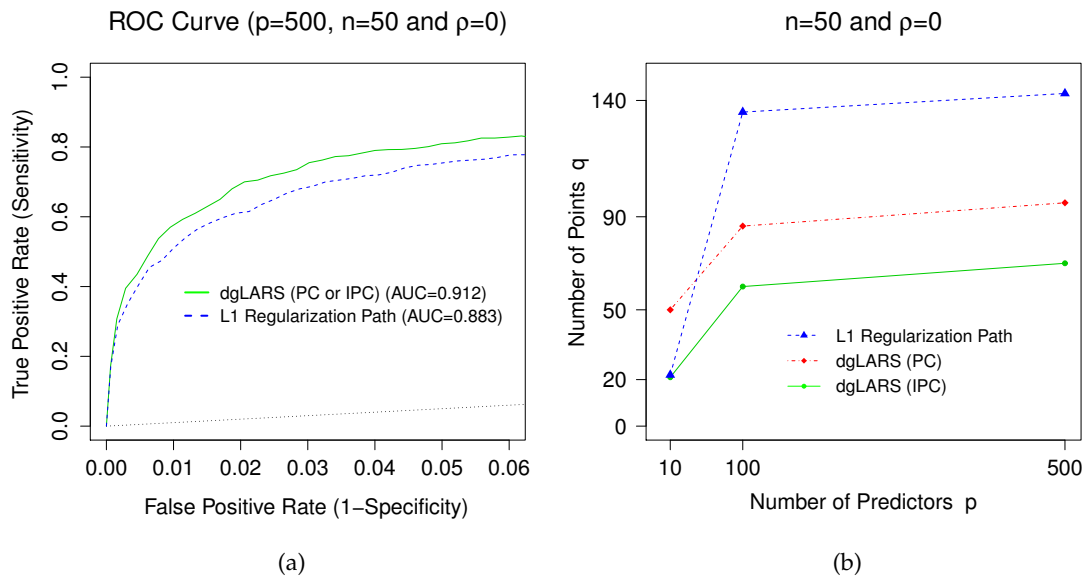 ROC Curve (p=500, n=50 and ρ=0)
True Positive Rate (Sensitivity)
1.0
0.8
0.6
0.4
0.2
0.0
dgLARS (PC or IPC) (AUC=0.912)
L1 Regularization Path (AUC=0.883)
0.00 0.01 0.02 0.03 0.04 0.05 0.06
False Positive Rate (1−Specificity)
(a)
n=50 and ρ=0
Number of Points q
140
90
50
20
0
L1 Regularization Path
dgLARS (PC)
dgLARS (IPC)
10 100 500
Number of Predictors p
(b)